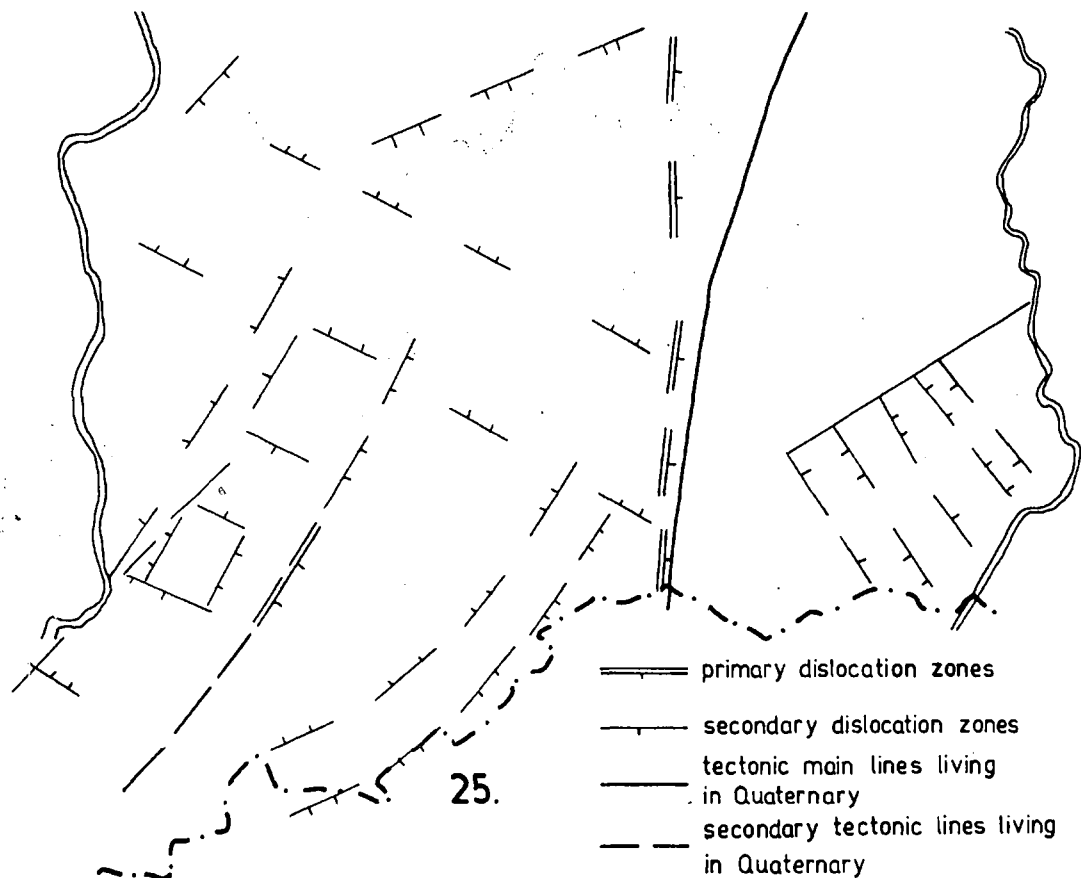 25.
primary dislocation zones
secondary dislocation zones
tectonic main lines living
in Quaternary
secondary tectonic lines living
in Quaternary